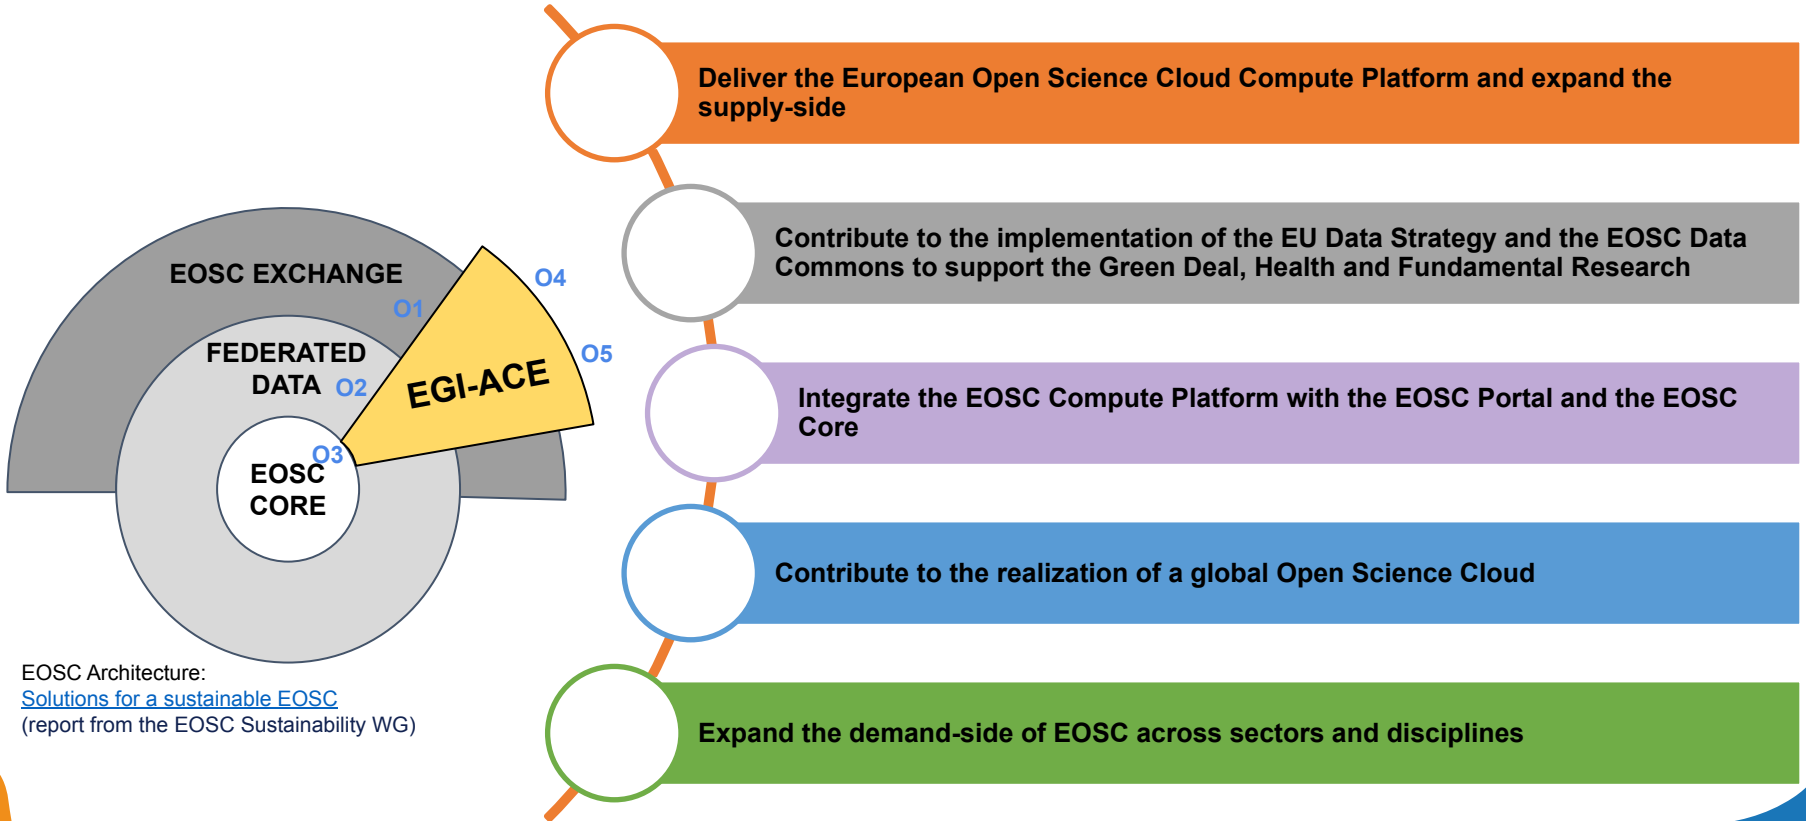 EOSC EXCHANGE
O1
O4
FEDERATED
DATA
O2
O5
EGI-ACE
O3
EOSC
CORE
EOSC Architecture:
Solutions for a sustainable EOSC
(report from the EOSC Sustainability WG)
Deliver the European Open Science Cloud Compute Platform and expand the
supply-side
Contribute to the implementation of the EU Data Strategy and the EOSC Data
Commons to support the Green Deal, Health and Fundamental Research
Integrate the EOSC Compute Platform with the EOSC Portal and the EOSC
Core
Contribute to the realization of a global Open Science Cloud
Expand the demand-side of EOSC across sectors and disciplines